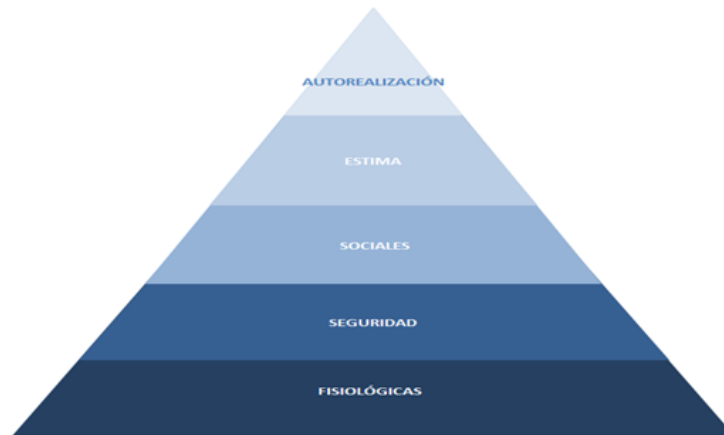 AUTOREALIZACIÓN
ESTIMA
SOCIALES
SEGURIDAD
FISIOLÓGICAS